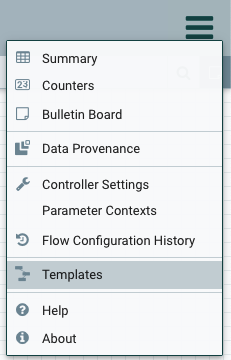 Summary
Counters
Bulletin Board
Data Provenance
Controller Settings
Parameter Contexts
Flow Configuration History
Templates
Help
About